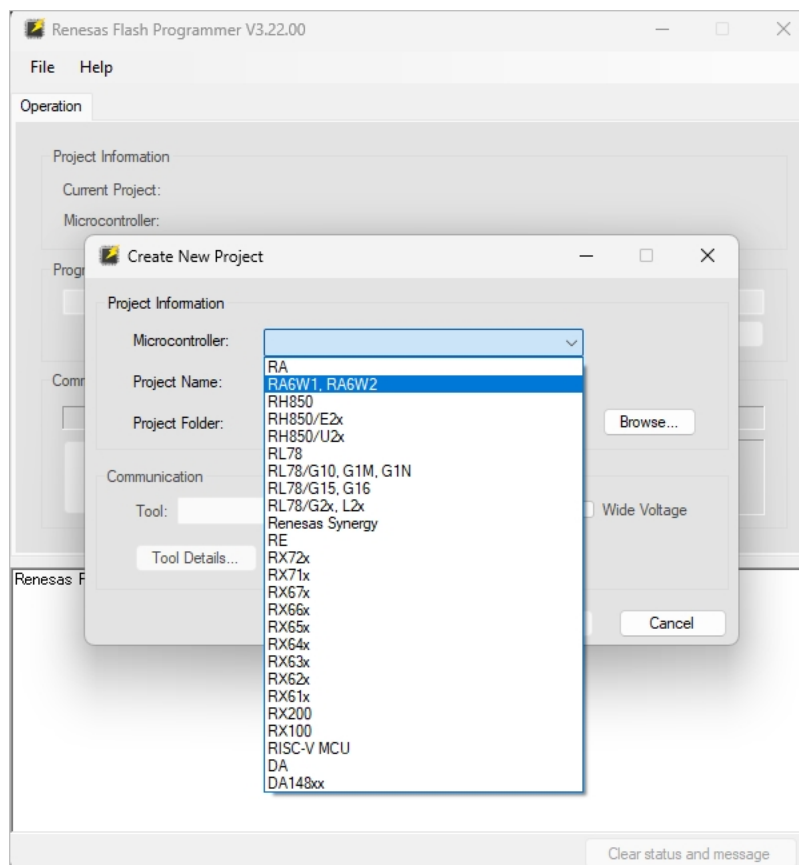 Renesas Flash Programmer V3.22.00
File Help
Operation
Project Information
Current Project:
Microcontroller:
Create New Project
Project Information
Microcontroller:
RA
RA6W1, RA6W2
RH850
RH850/E2x
RH850/U2x
RL78
RL78/G10, G1M, G1N
RL78/G15, G16
RL78/G2x, L2x
Renesas Synergy
RE
RX72x
RX71x
RX67x
RX66x
RX65x
RX64x
RX63x
RX62x
RX61x
RX200
RX100
RISC-V MCU
DA
DA148xx
Project Name:
Project Folder:
Browse...
Communication
Tool:
Wide Voltage
Tool Details...
Cancel
Renesas
Clear status and message